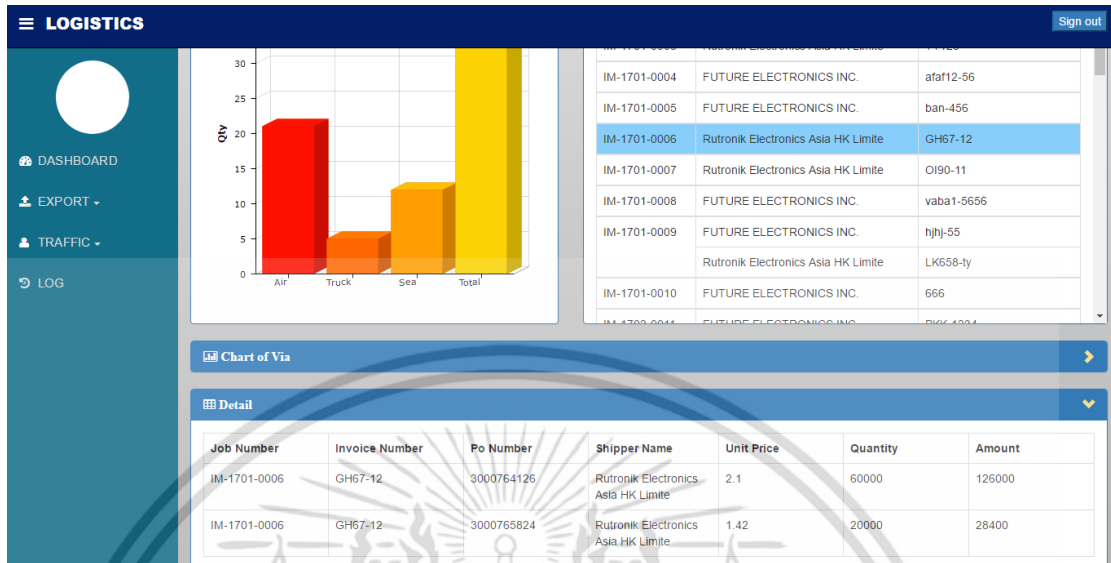 LOGISTICS
Sign out
DASHBOARD
EXPORT
TRAFFIC
LOG
Qty
30
25
20
15
10
5
0
Air Truck Sea Total
IM-1701-0004 FUTURE ELECTRONICS INC. afaf12-56
IM-1701-0005 FUTURE ELECTRONICS INC. ban-456
IM-1701-0006 Rutronik Electronics Asia HK Limite GH67-12
IM-1701-0007 Rutronik Electronics Asia HK Limite OI90-11
IM-1701-0008 FUTURE ELECTRONICS INC. vaba1-5656
IM-1701-0009 FUTURE ELECTRONICS INC. hjhj-55
Rutronik Electronics Asia HK Limite LK658-ty
IM-1701-0010 FUTURE ELECTRONICS INC. 666
Chart of Via
Detail
Job Number Invoice Number Po Number Shipper Name Unit Price Quantity Amount
IM-1701-0006 GH67-12 3000764126 Rutronik Electronics 2.1 60000 126000
Asia HK Limite
IM-1701-0006 GH67-12 3000765824 Rutronik Electronics 1.42 20000 28400
Asia HK Limite